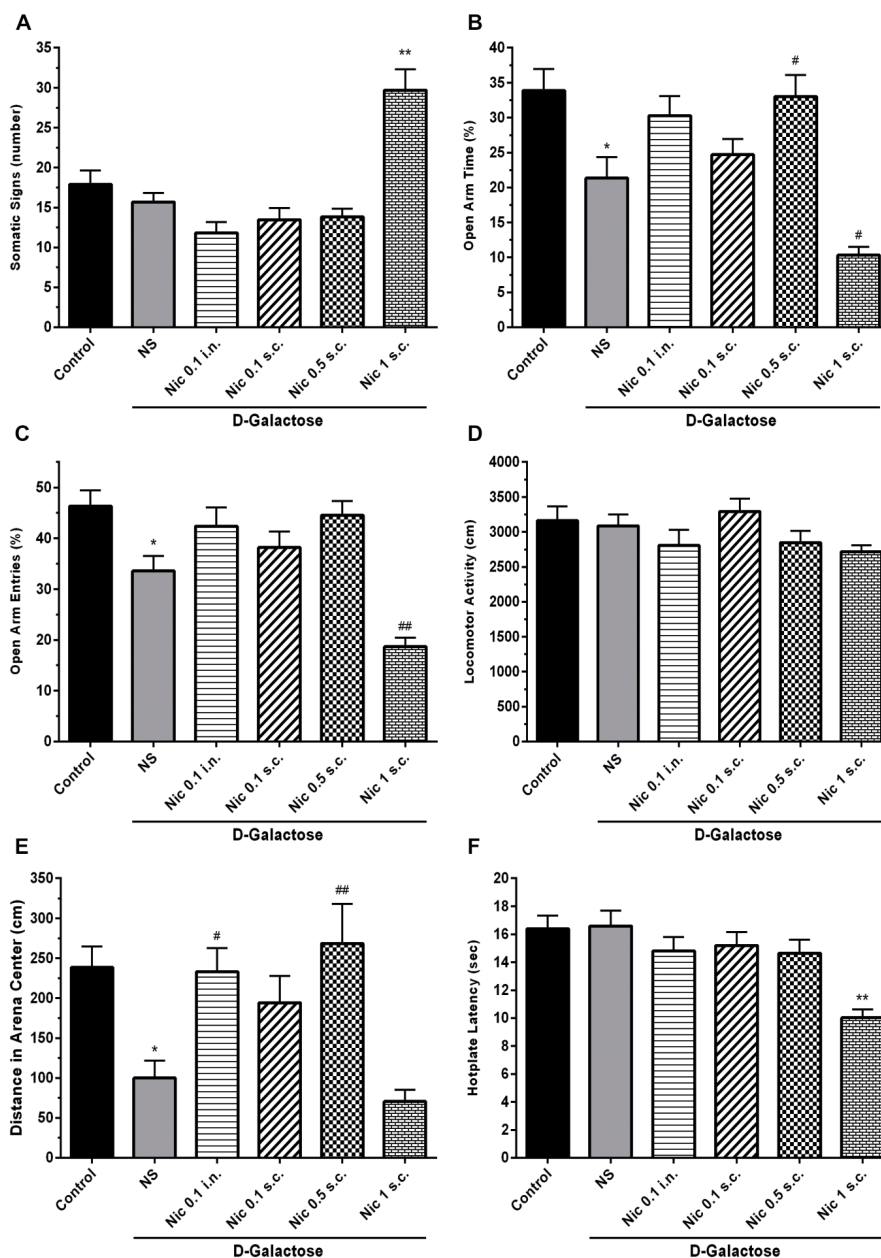 A
Somatic Signs (number)
35
30
25
20
15
10
5
0
**
Control
NS
Nic 0.1 i.n.
Nic 0.1 s.c.
Nic 0.5 s.c.
Nic 1 s.c.
D-Galactose
B
Open Arm Time (%)
40
35
30
25
20
15
10
5
0
*
#
#
Control
NS
Nic 0.1 i.n.
Nic 0.1 s.c.
Nic 0.5 s.c.
Nic 1 s.c.
D-Galactose
C
Open Arm Entries (%)
50
40
30
20
10
0
*
##
Control
NS
Nic 0.1 i.n.
Nic 0.1 s.c.
Nic 0.5 s.c.
Nic 1 s.c.
D-Galactose
D
Locomotor Activity (cm)
4000
3500
3000
2500
2000
1500
1000
500
0
Control
NS
Nic 0.1 i.n.
Nic 0.1 s.c.
Nic 0.5 s.c.
Nic 1 s.c.
D-Galactose
E
Distance in Arena Center (cm)
350
300
250
200
150
100
50
0
*
#
##
Control
NS
Nic 0.1 i.n.
Nic 0.1 s.c.
Nic 0.5 s.c.
Nic 1 s.c.
D-Galactose
F
Hotplate Latency (sec)
20
18
16
14
12
10
8
6
4
2
0
**
Control
NS
Nic 0.1 i.n.
Nic 0.1 s.c.
Nic 0.5 s.c.
Nic 1 s.c.
D-Galactose